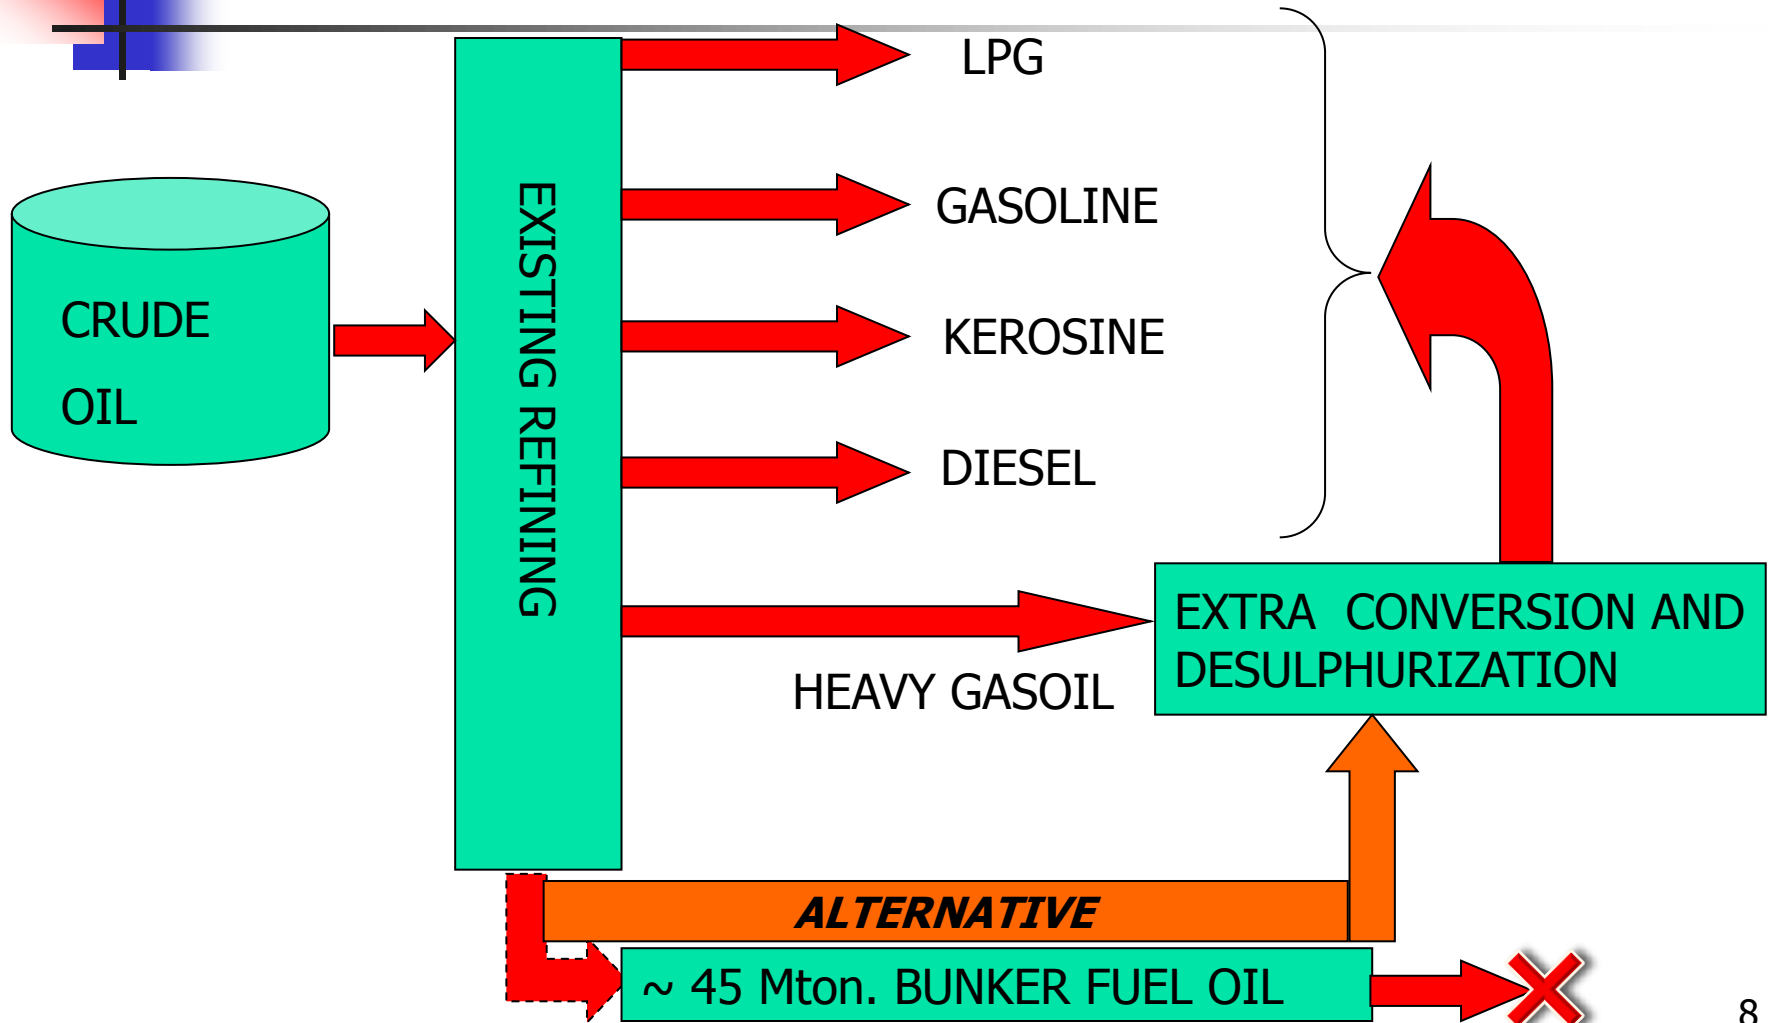 LPG
GASOLINE
KEROSINE
DIESEL
CRUDE
OIL
EXISTING REFINING
HEAVY GASOIL
EXTRA CONVERSION AND
DESULPHURIZATION
ALTERNATIVE
~ 45 Mton. BUNKER FUEL OIL
8